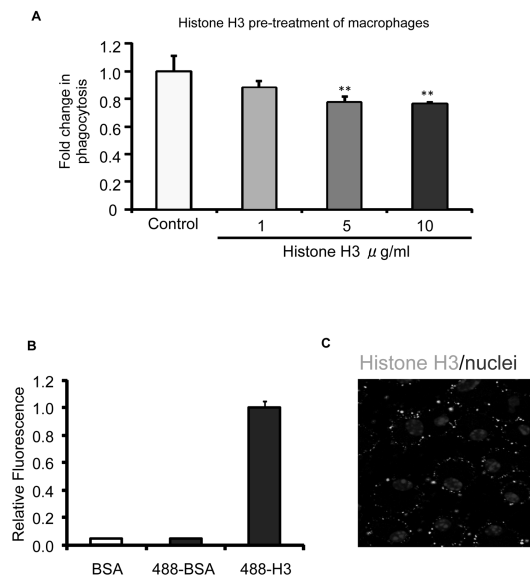 A
Histone H3 pre-treatment of macrophages
Fold change in
phagocytosis
1.2
1.0
0.8
0.6
0.4
0.2
0
**
**
Control
1
5
10
Histone H3 μ g/ml
B
Relative Fluorescence
1.2
1.0
0.8
0.6
0.4
0.2
0.0
BSA
488-BSA
488-H3
C
Histone H3/nuclei